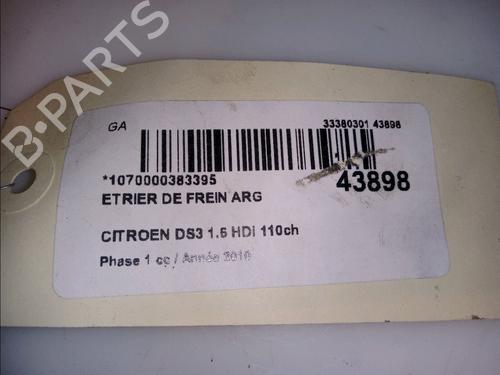 B-PARTS
GA
33380301 43898
*1070000383395
43898
ETRIER DE FREIN ARG
CITROEN DS3 1.6 HDi 110ch
Phase 1 cc / Année 2010